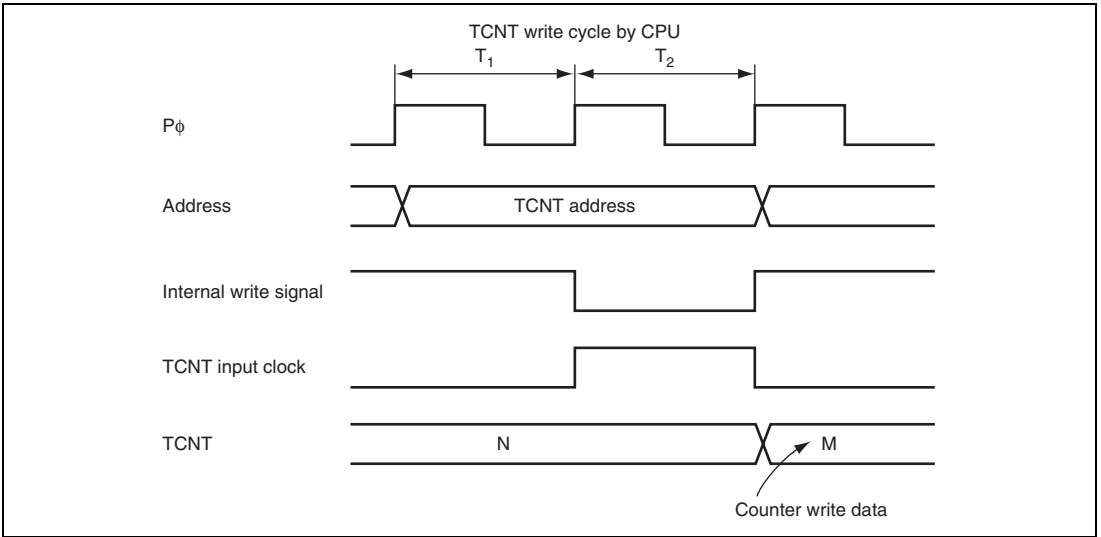 TCNT write cycle by CPU
T1 T2
Pϕ
Address TCNT address
Internal write signal
TCNT input clock
TCNT N M
Counter write data